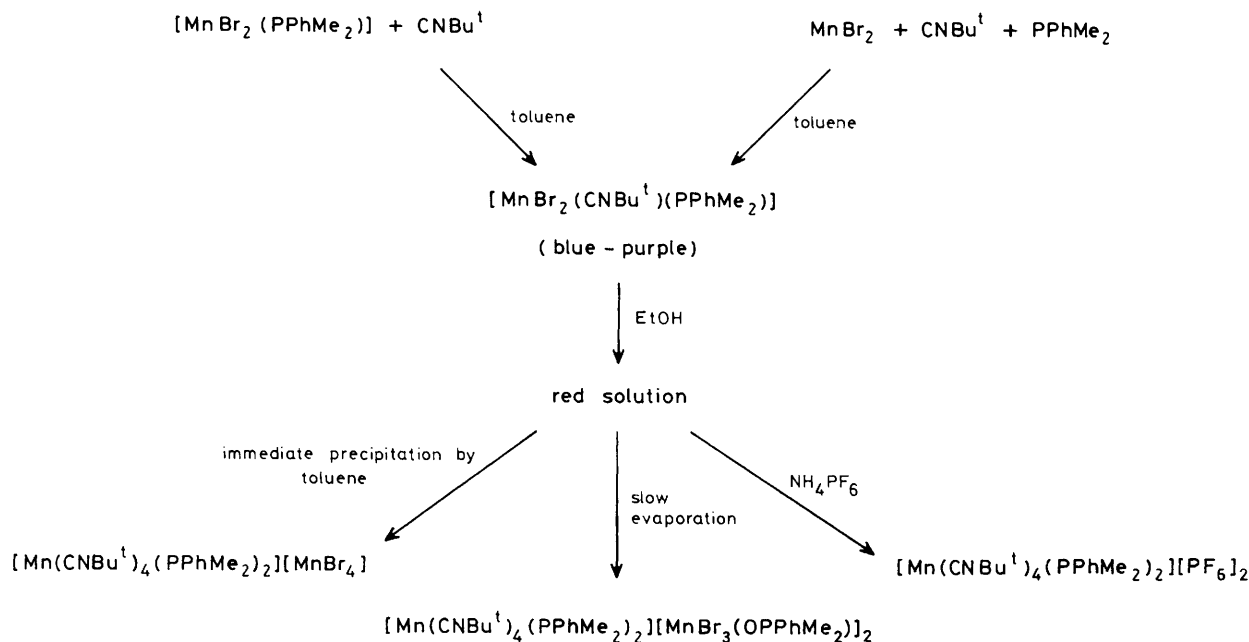 [MnBr₂(PPhMe₂)] + CNBuᵗ
MnBr₂ + CNBuᵗ + PPhMe₂
toluene
toluene
[MnBr₂(CNBuᵗ)(PPhMe₂)]
(blue – purple)
EtOH
red solution
immediate precipitation by
toluene
slow
evaporation
NH₄PF₆
[Mn(CNBuᵗ)₄(PPhMe₂)₂][MnBr₄]
[Mn(CNBuᵗ)₄(PPhMe₂)₂][PF₆]₂
[Mn(CNBuᵗ)₄(PPhMe₂)₂][MnBr₃(OPPhMe₂)]₂